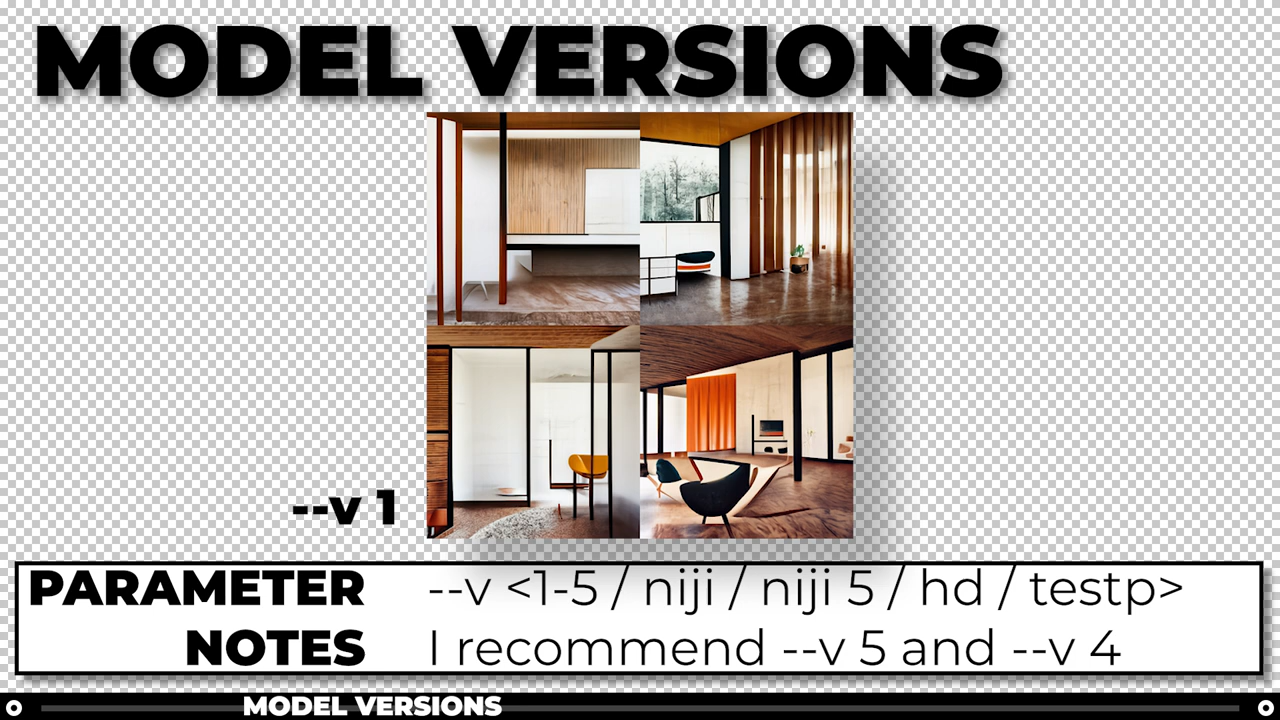 MODEL VERSIONS
--v 1
PARAMETER --v <1-5 / niji / niji 5 / hd / testp>
NOTES I recommend --v 5 and --v 4
MODEL VERSIONS